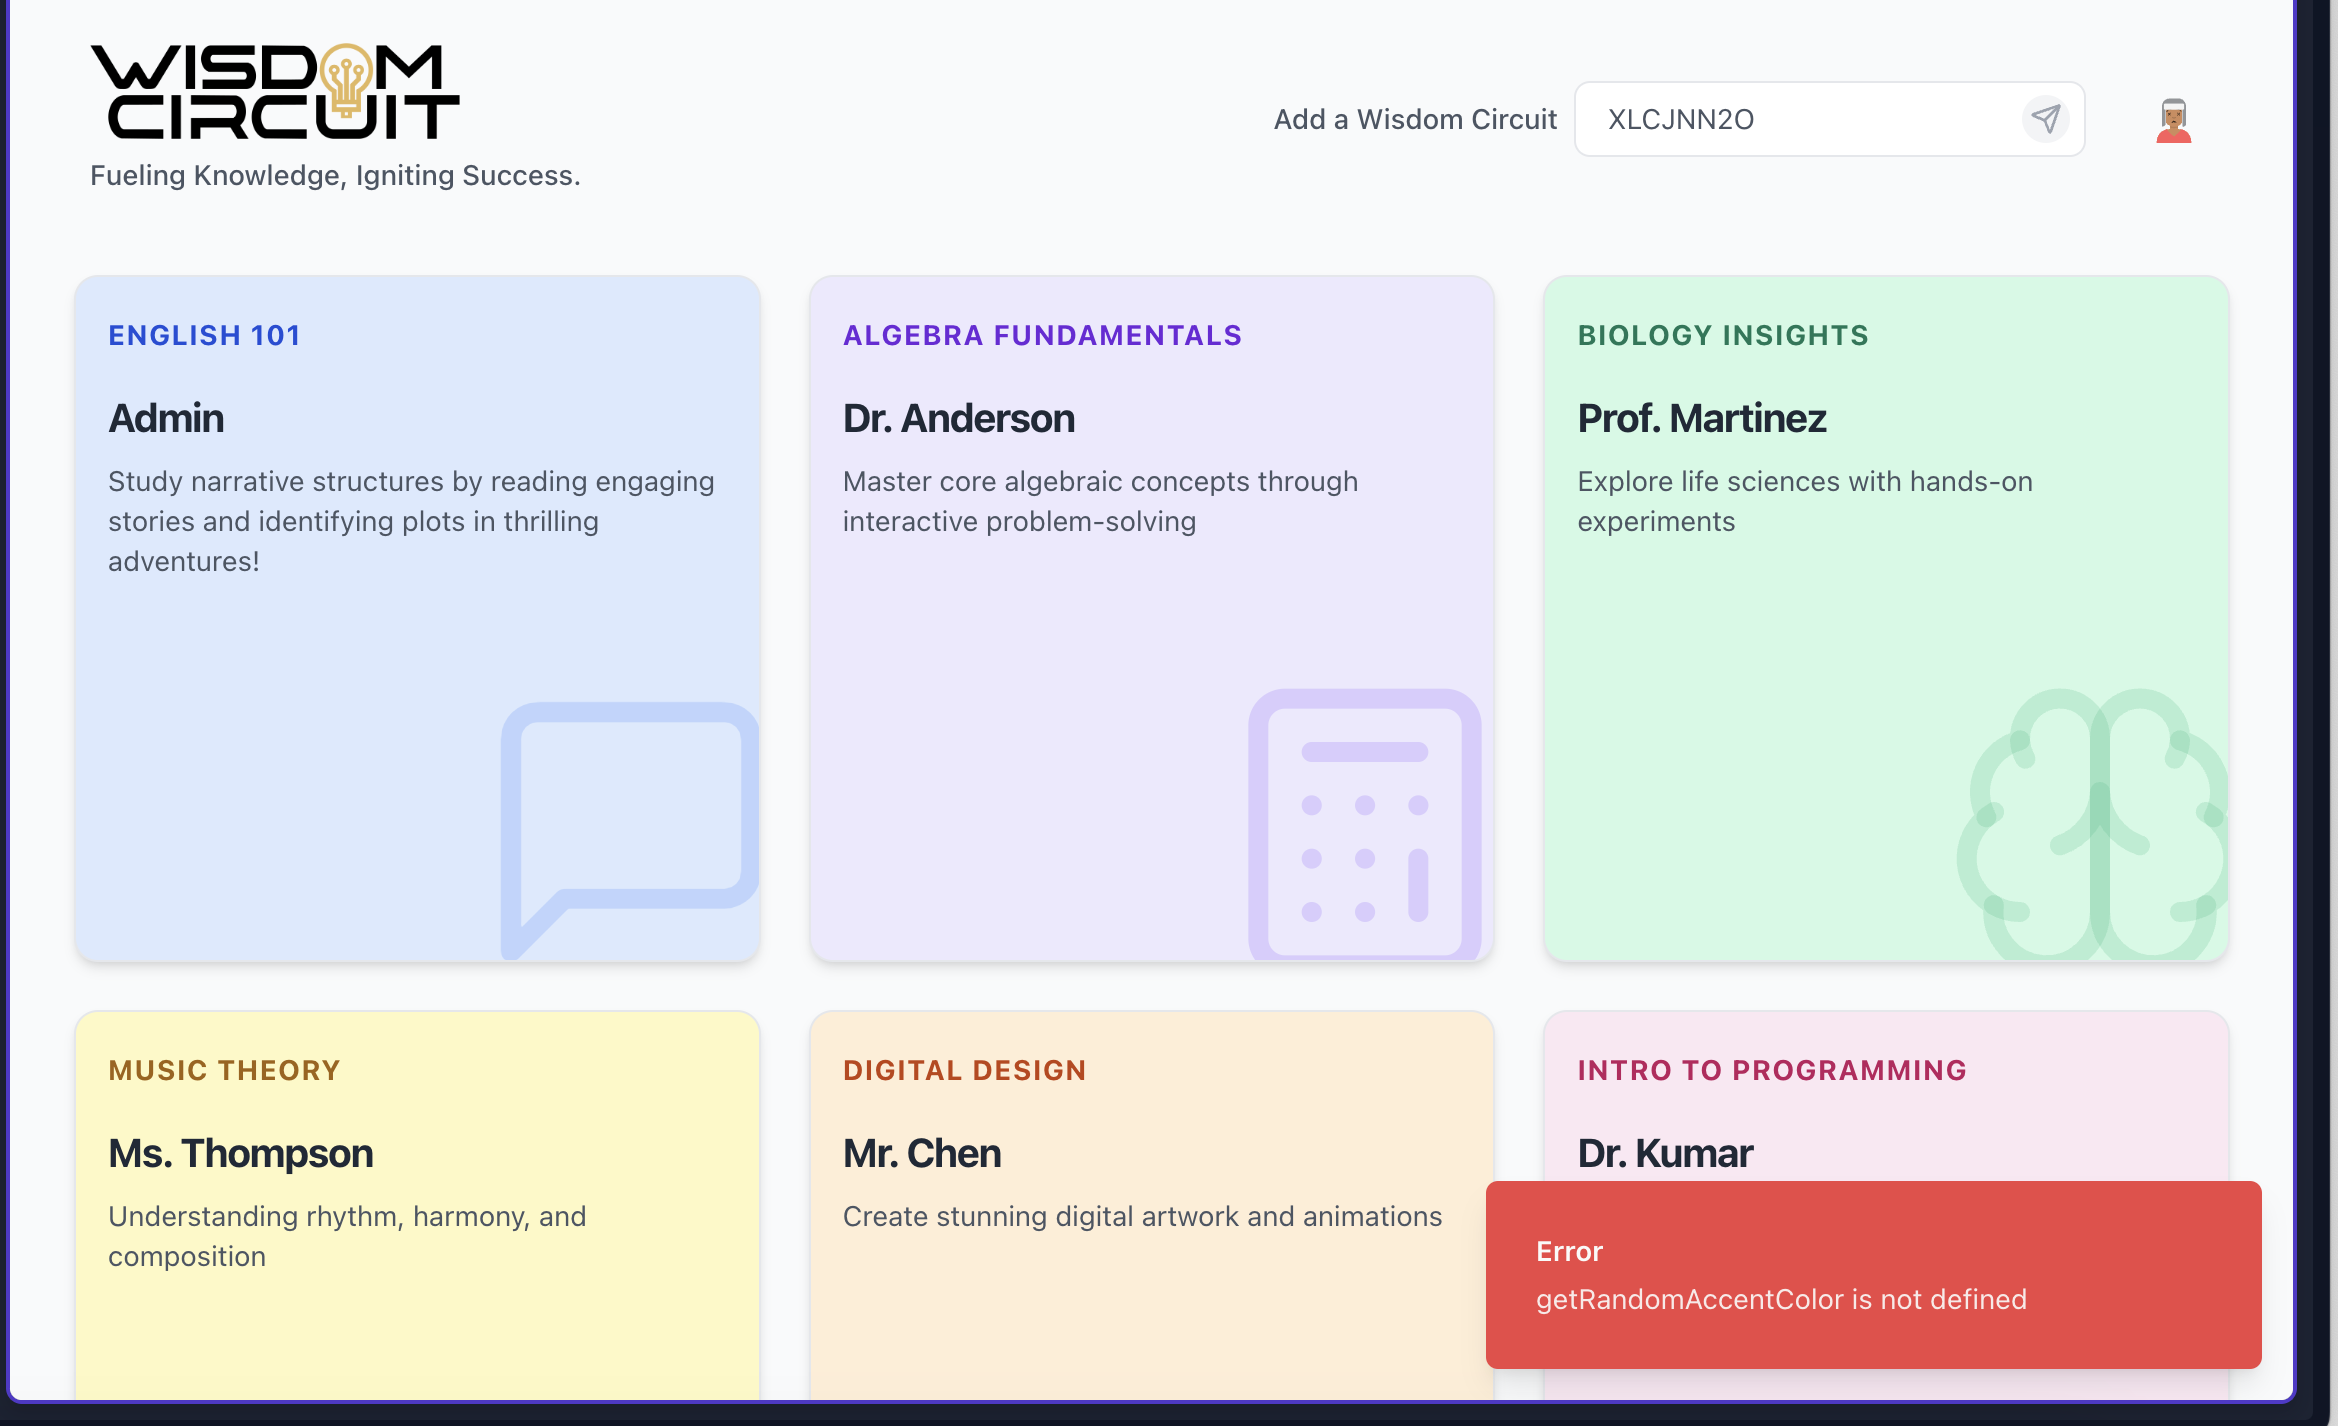 WISDOM
CIRCUIT
Fueling Knowledge, Igniting Success.
Add a Wisdom Circuit
XLCJNN2O
ENGLISH 101
Admin
Study narrative structures by reading engaging
stories and identifying plots in thrilling
adventures!
ALGEBRA FUNDAMENTALS
Dr. Anderson
Master core algebraic concepts through
interactive problem-solving
BIOLOGY INSIGHTS
Prof. Martinez
Explore life sciences with hands-on
experiments
MUSIC THEORY
Ms. Thompson
Understanding rhythm, harmony, and
composition
DIGITAL DESIGN
Mr. Chen
Create stunning digital artwork and animations
INTRO TO PROGRAMMING
Dr. Kumar
Error
getRandomAccentColor is not defined